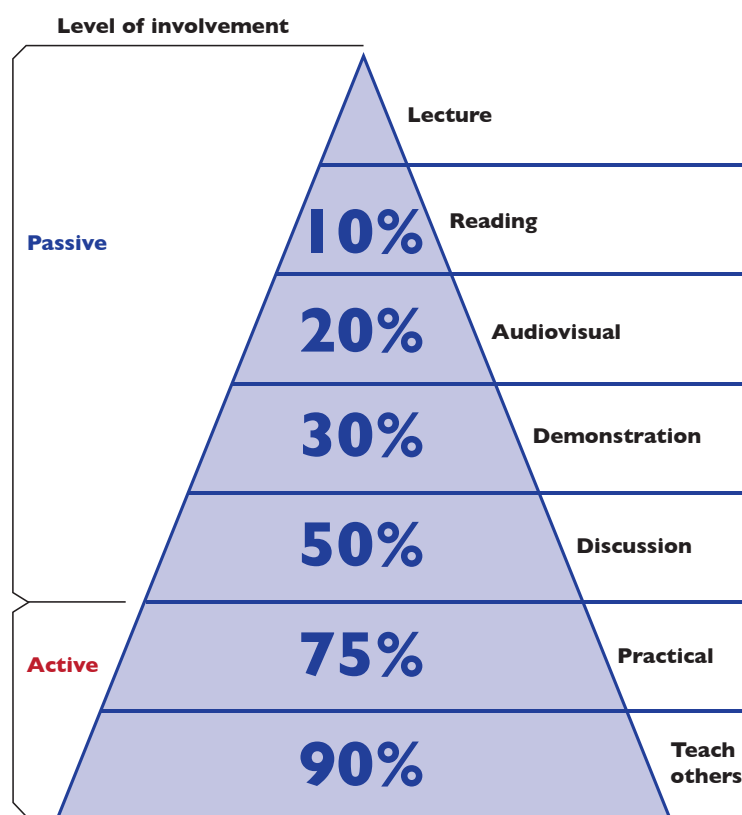 Level of involvement
Lecture
10%
Reading
Passive
20%
Audiovisual
30%
Demonstration
50%
Discussion
75%
Practical
Active
90%
Teach
others